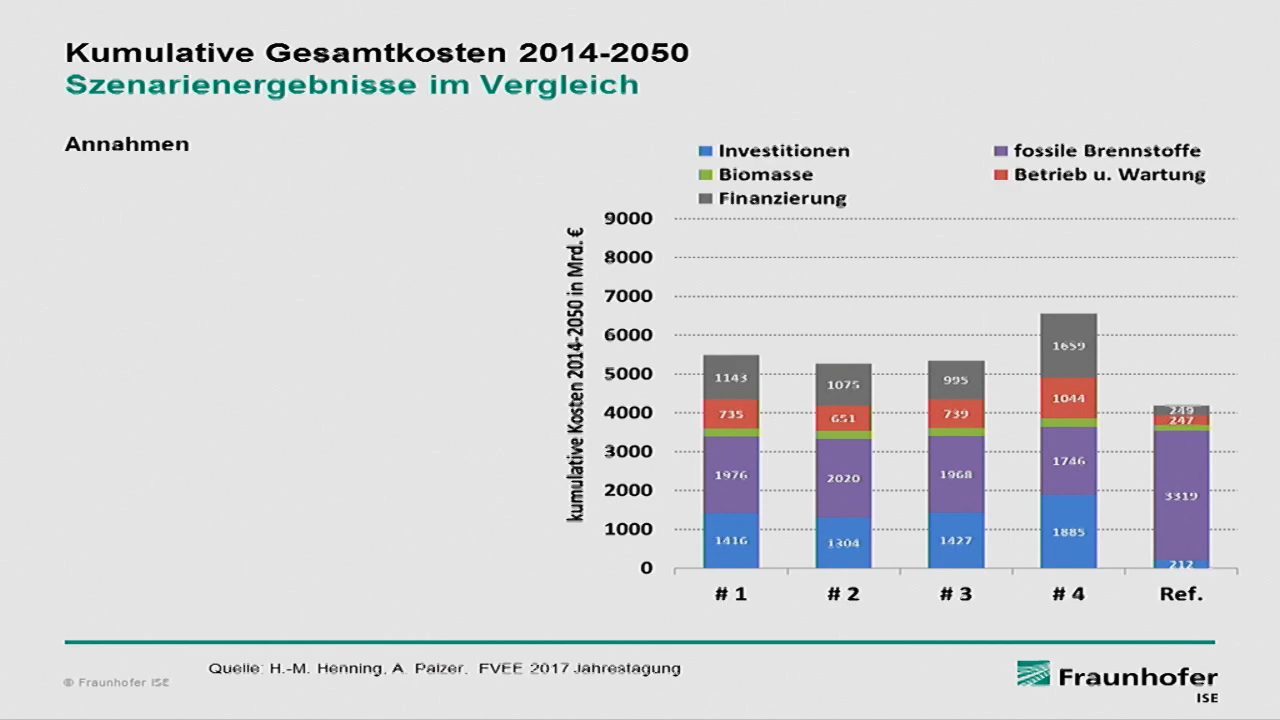 Kumulative Gesamtkosten 2014-2050
Szenarienergebnisse im Vergleich
Annahmen
Investitionen
fossile Brennstoffe
Biomasse
Betrieb u. Wartung
Finanzierung
kumulative Kosten 2014-2050 in Mrd. €
9000
8000
7000
6000
5000
4000
3000
2000
1000
0
1143
735
1976
1416
1075
651
2020
1304
995
739
1968
1427
1659
1044
1746
1885
249
247
3319
212
# 1
# 2
# 3
# 4
Ref.
Quelle: H.-M. Henning, A. Palzer, FVEE 2017 Jahrestagung
© Fraunhofer ISE
Fraunhofer
ISE